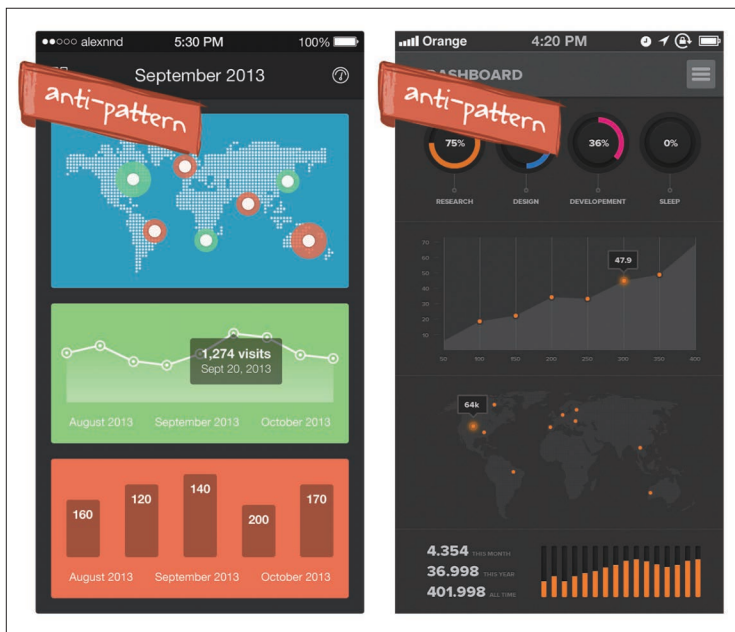 alexnnd 5:30 PM 100%
September 2013
anti-pattern
1,274 visits
Sept 20, 2013
August 2013 September 2013 October 2013
160 120 140 200 170
August 2013 September 2013 October 2013
Orange 4:20 PM
DASHBOARD
anti-pattern
75% 36% 0%
RESEARCH DESIGN DEVELOPEMENT SLEEP
70
60
50
40
30
20
10
47.9
50 100 150 200 250 300 350 400
64k
4.354 THIS MONTH
36.998 THIS YEAR
401.998 ALL TIME